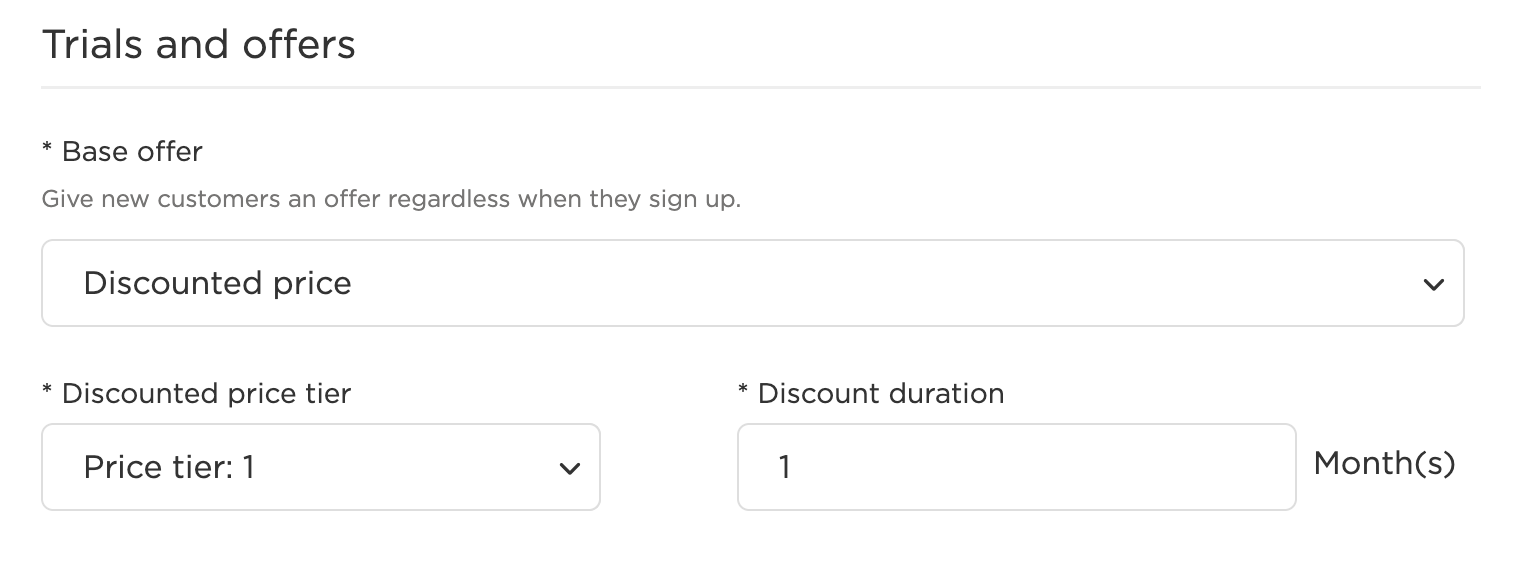 Trials and offers
* Base offer
Give new customers an offer regardless when they sign up.
Discounted price
* Discounted price tier
* Discount duration
Price tier: 1
1
Month(s)